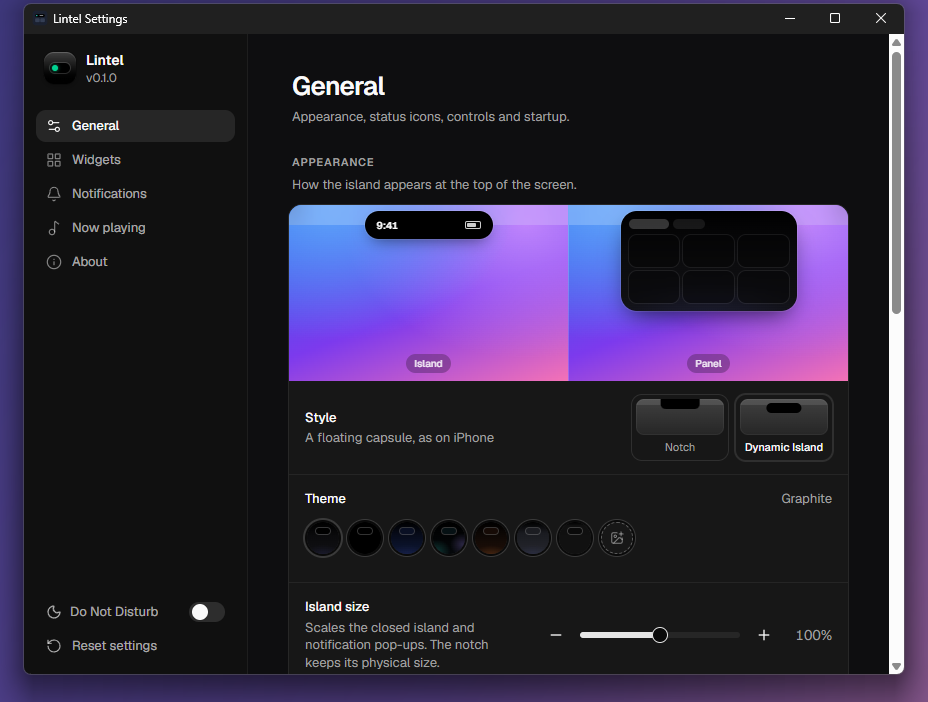 Lintel Settings
Lintel
v0.1.0
General
Widgets
Notifications
Now playing
About
Do Not Disturb
Reset settings
General
Appearance, status icons, controls and startup.
APPEARANCE
How the island appears at the top of the screen.
9:41
Island
Panel
Style
A floating capsule, as on iPhone
Notch
Dynamic Island
Theme
Graphite
Island size
Scales the closed island and
notification pop-ups. The notch
keeps its physical size.
100%